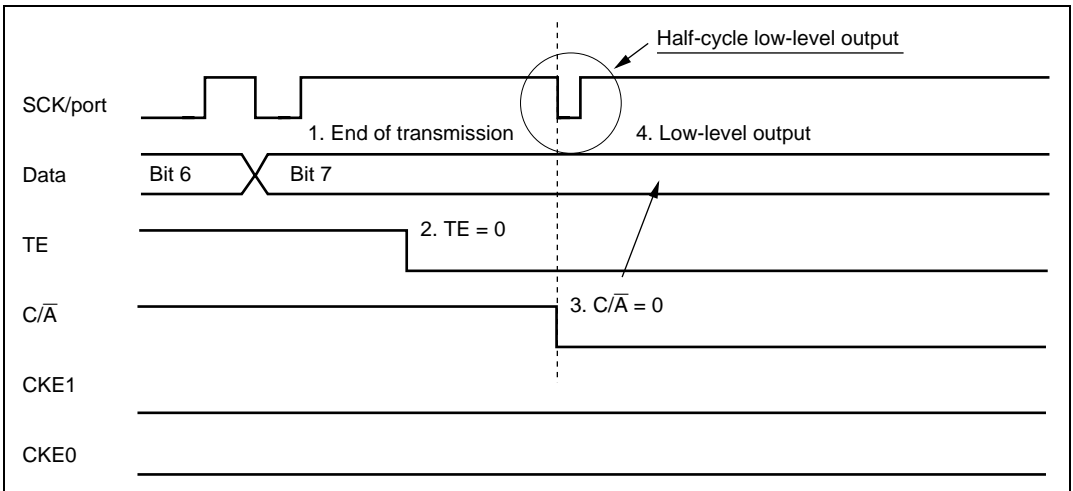 Half-cycle low-level output
SCK/port
1. End of transmission
4. Low-level output
Data
Bit 6
Bit 7
TE
2. TE = 0
C/A̅
3. C/A̅ = 0
CKE1
CKE0